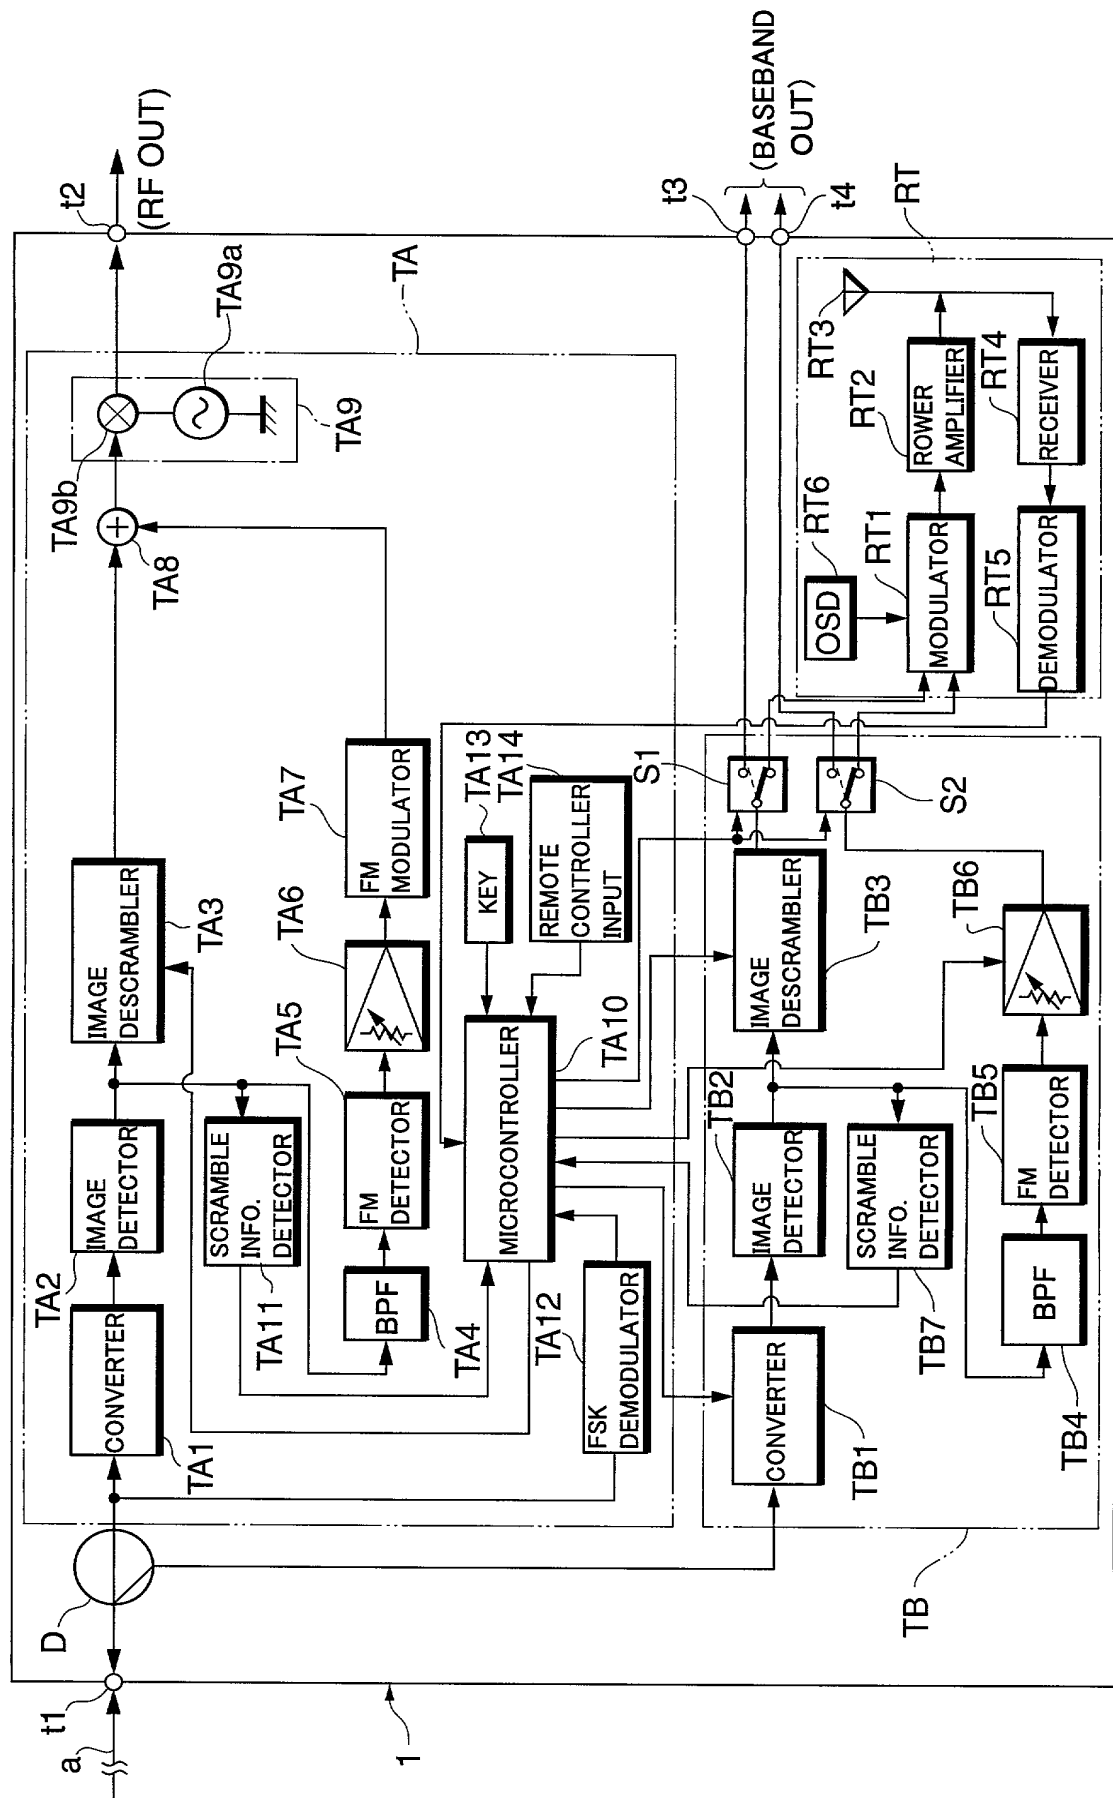 a
t1
1
D
CONVERTER
TA1
IMAGE
DETECTOR
TA2
IMAGE
DESCRAMBLER
TA3
SCRAMBLE
INFO.
DETECTOR
TA11
BPF
TA4
FM
DETECTOR
TA5
TA6
FM
MODULATOR
TA7
TA8
TA9b
TA9a
TA9
TA
t2
(RF OUT)
MICROCONTROLLER
TA10
FSK
DEMODULATOR
TA12
KEY
TA13
REMOTE
CONTROLLER
INPUT
TA14
TB
CONVERTER
TB1
IMAGE
DETECTOR
TB2
IMAGE
DESCRAMBLER
TB3
SCRAMBLE
INFO.
DETECTOR
TB7
BPF
TB4
FM
DETECTOR
TB5
TB6
S1
S2
t3
t4
(BASEBAND
OUT)
RT
OSD
RT6
MODULATOR
RT1
ROWER
AMPLIFIER
RT2
RT3
RECEIVER
RT4
DEMODULATOR
RT5